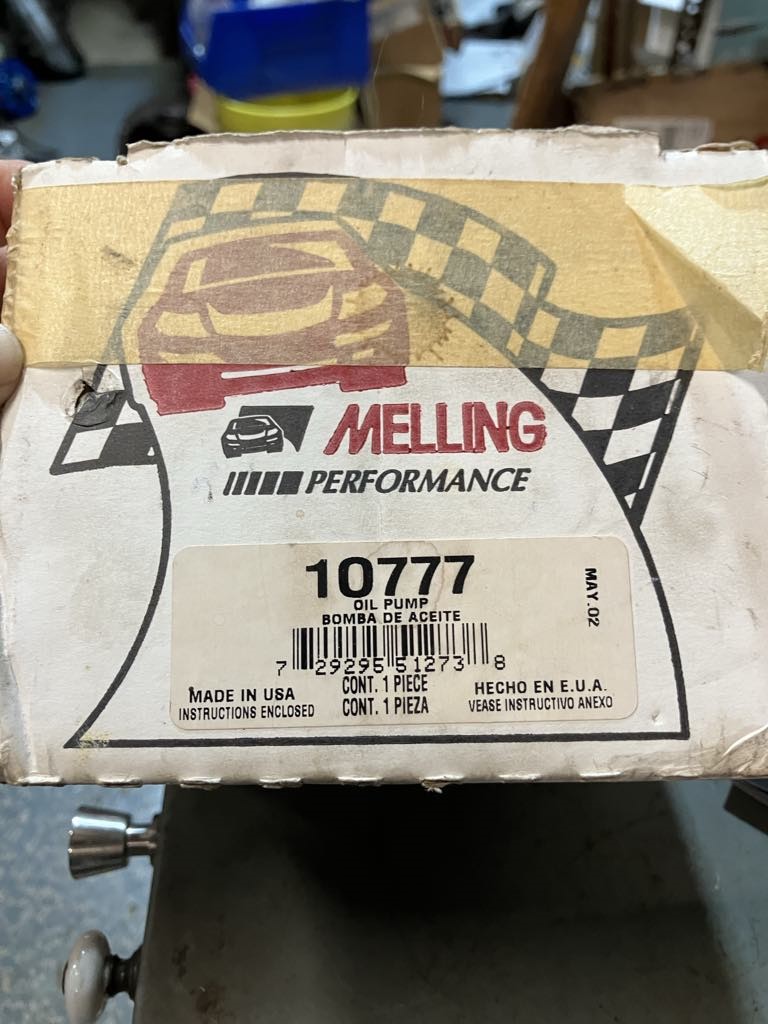 MELLING
PERFORMANCE
10777
OIL PUMP
BOMBA DE ACEITE
MAY.02
7 29295 51273 8
MADE IN USA
INSTRUCTIONS ENCLOSED
CONT. 1 PIECE
CONT. 1 PIEZA
HECHO EN E.U.A.
VEASE INSTRUCTIVO ANEXO